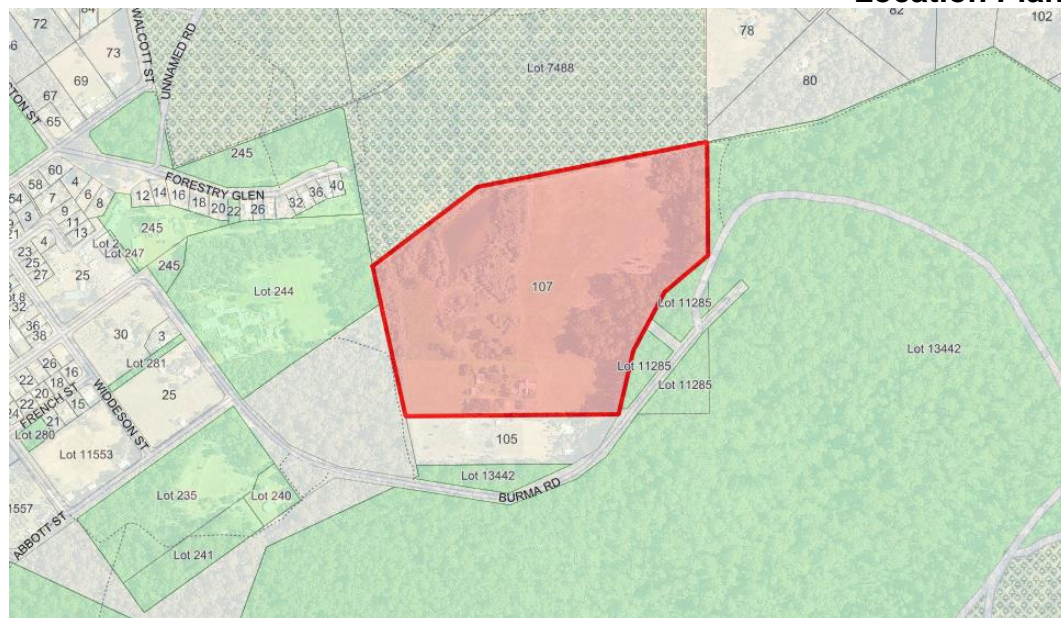 Location Plan
72
84
WALCOTT ST
UNNAMED RD
73
69
67
65
78
82
102
80
Lot 7488
245
FORESTRY GLEN
60
58
54
4
7
6
8
9
3
11
13
12
14
16
18
20
22
26
32
36
40
245
Lot 2
Lot 247
245
4
23
25
27
25
Lot 244
107
Lot 11285
Lot 11285
Lot 11285
Lot 13442
32
36
38
30
3
Lot 281
26
16
22
18
20
22
15
21
FRENCH ST
WIDDESON ST
25
Lot 280
Lot 11553
105
Lot 13442
BURMA RD
Lot 235
Lot 240
Lot 241
ABBOTT ST